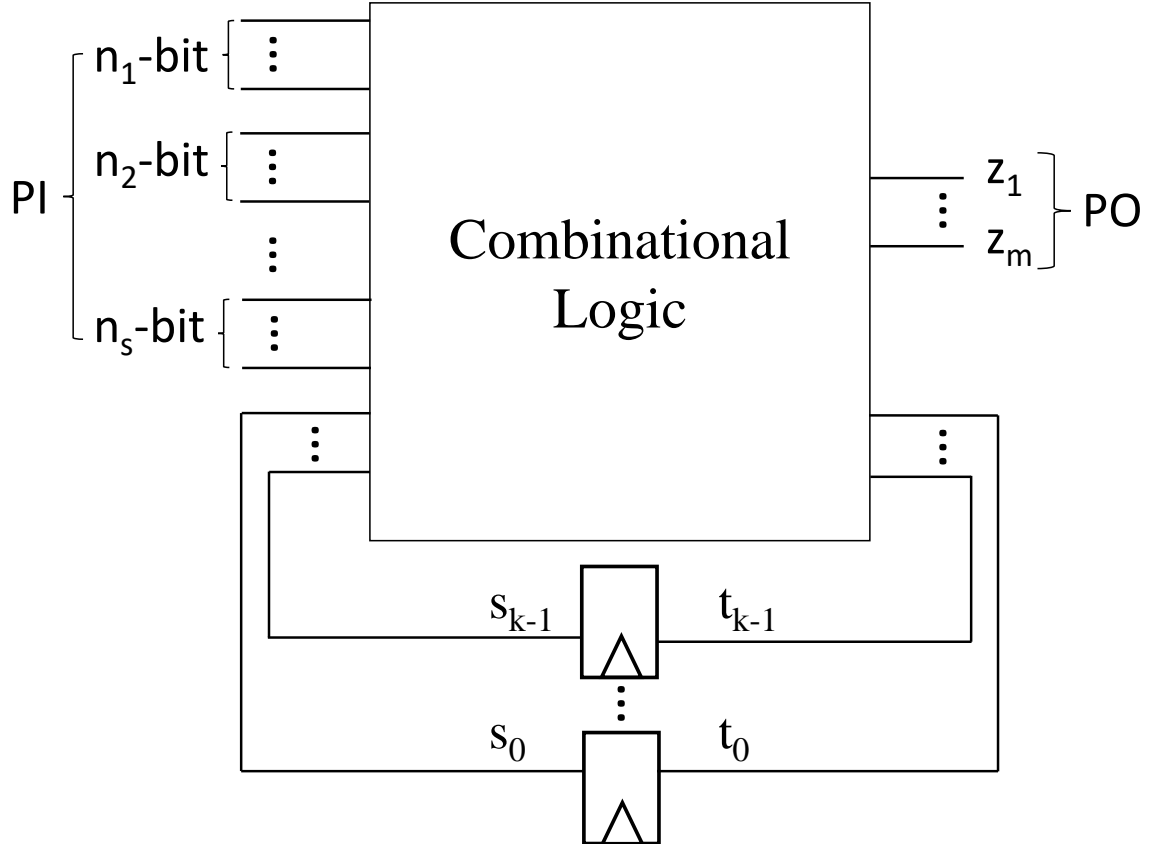 n₁-bit
n₂-bit
PI
nₛ-bit
Combinational
Logic
z₁
zₘ
PO
sₖ₋₁
tₖ₋₁
s₀
t₀